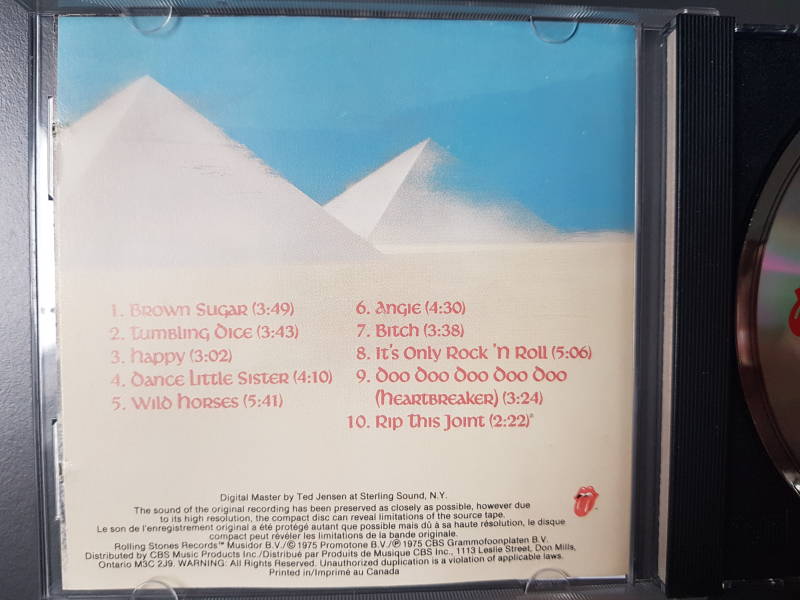 1. Brown Sugar (3:49)
2. Tumbling Dice (3:43)
3. Happy (3:02)
4. Dance Little Sister (4:10)
5. Wild Horses (5:41)
6. Angie (4:30)
7. Bitch (3:38)
8. It's Only Rock 'N Roll (5:06)
9. Doo Doo Doo Doo Doo
(Heartbreaker) (3:24)
10. Rip This Joint (2:22)*
Digital Master by Ted Jensen at Sterling Sound, N.Y.
The sound of the original recording has been preserved as closely as possible, however due
to its high resolution, the compact disc can reveal limitations of the source tape.
Le son de l'enregistrement original a été protégé autant que possible mais dû à sa haute résolution, le disque
compact peut révéler les limitations de la bande originale.
Rolling Stones Records™ Musidor B.V./© 1975 Promotone B.V./℗ 1975 CBS Grammofoonplaten B.V.
Distributed by CBS Music Products Inc./Distribué par Produits de Musique CBS Inc., 1113 Leslie Street, Don Mills,
Ontario M3C 2J9. WARNING: All Rights Reserved. Unauthorized duplication is a violation of applicable laws.
Printed in/Imprimé au Canada